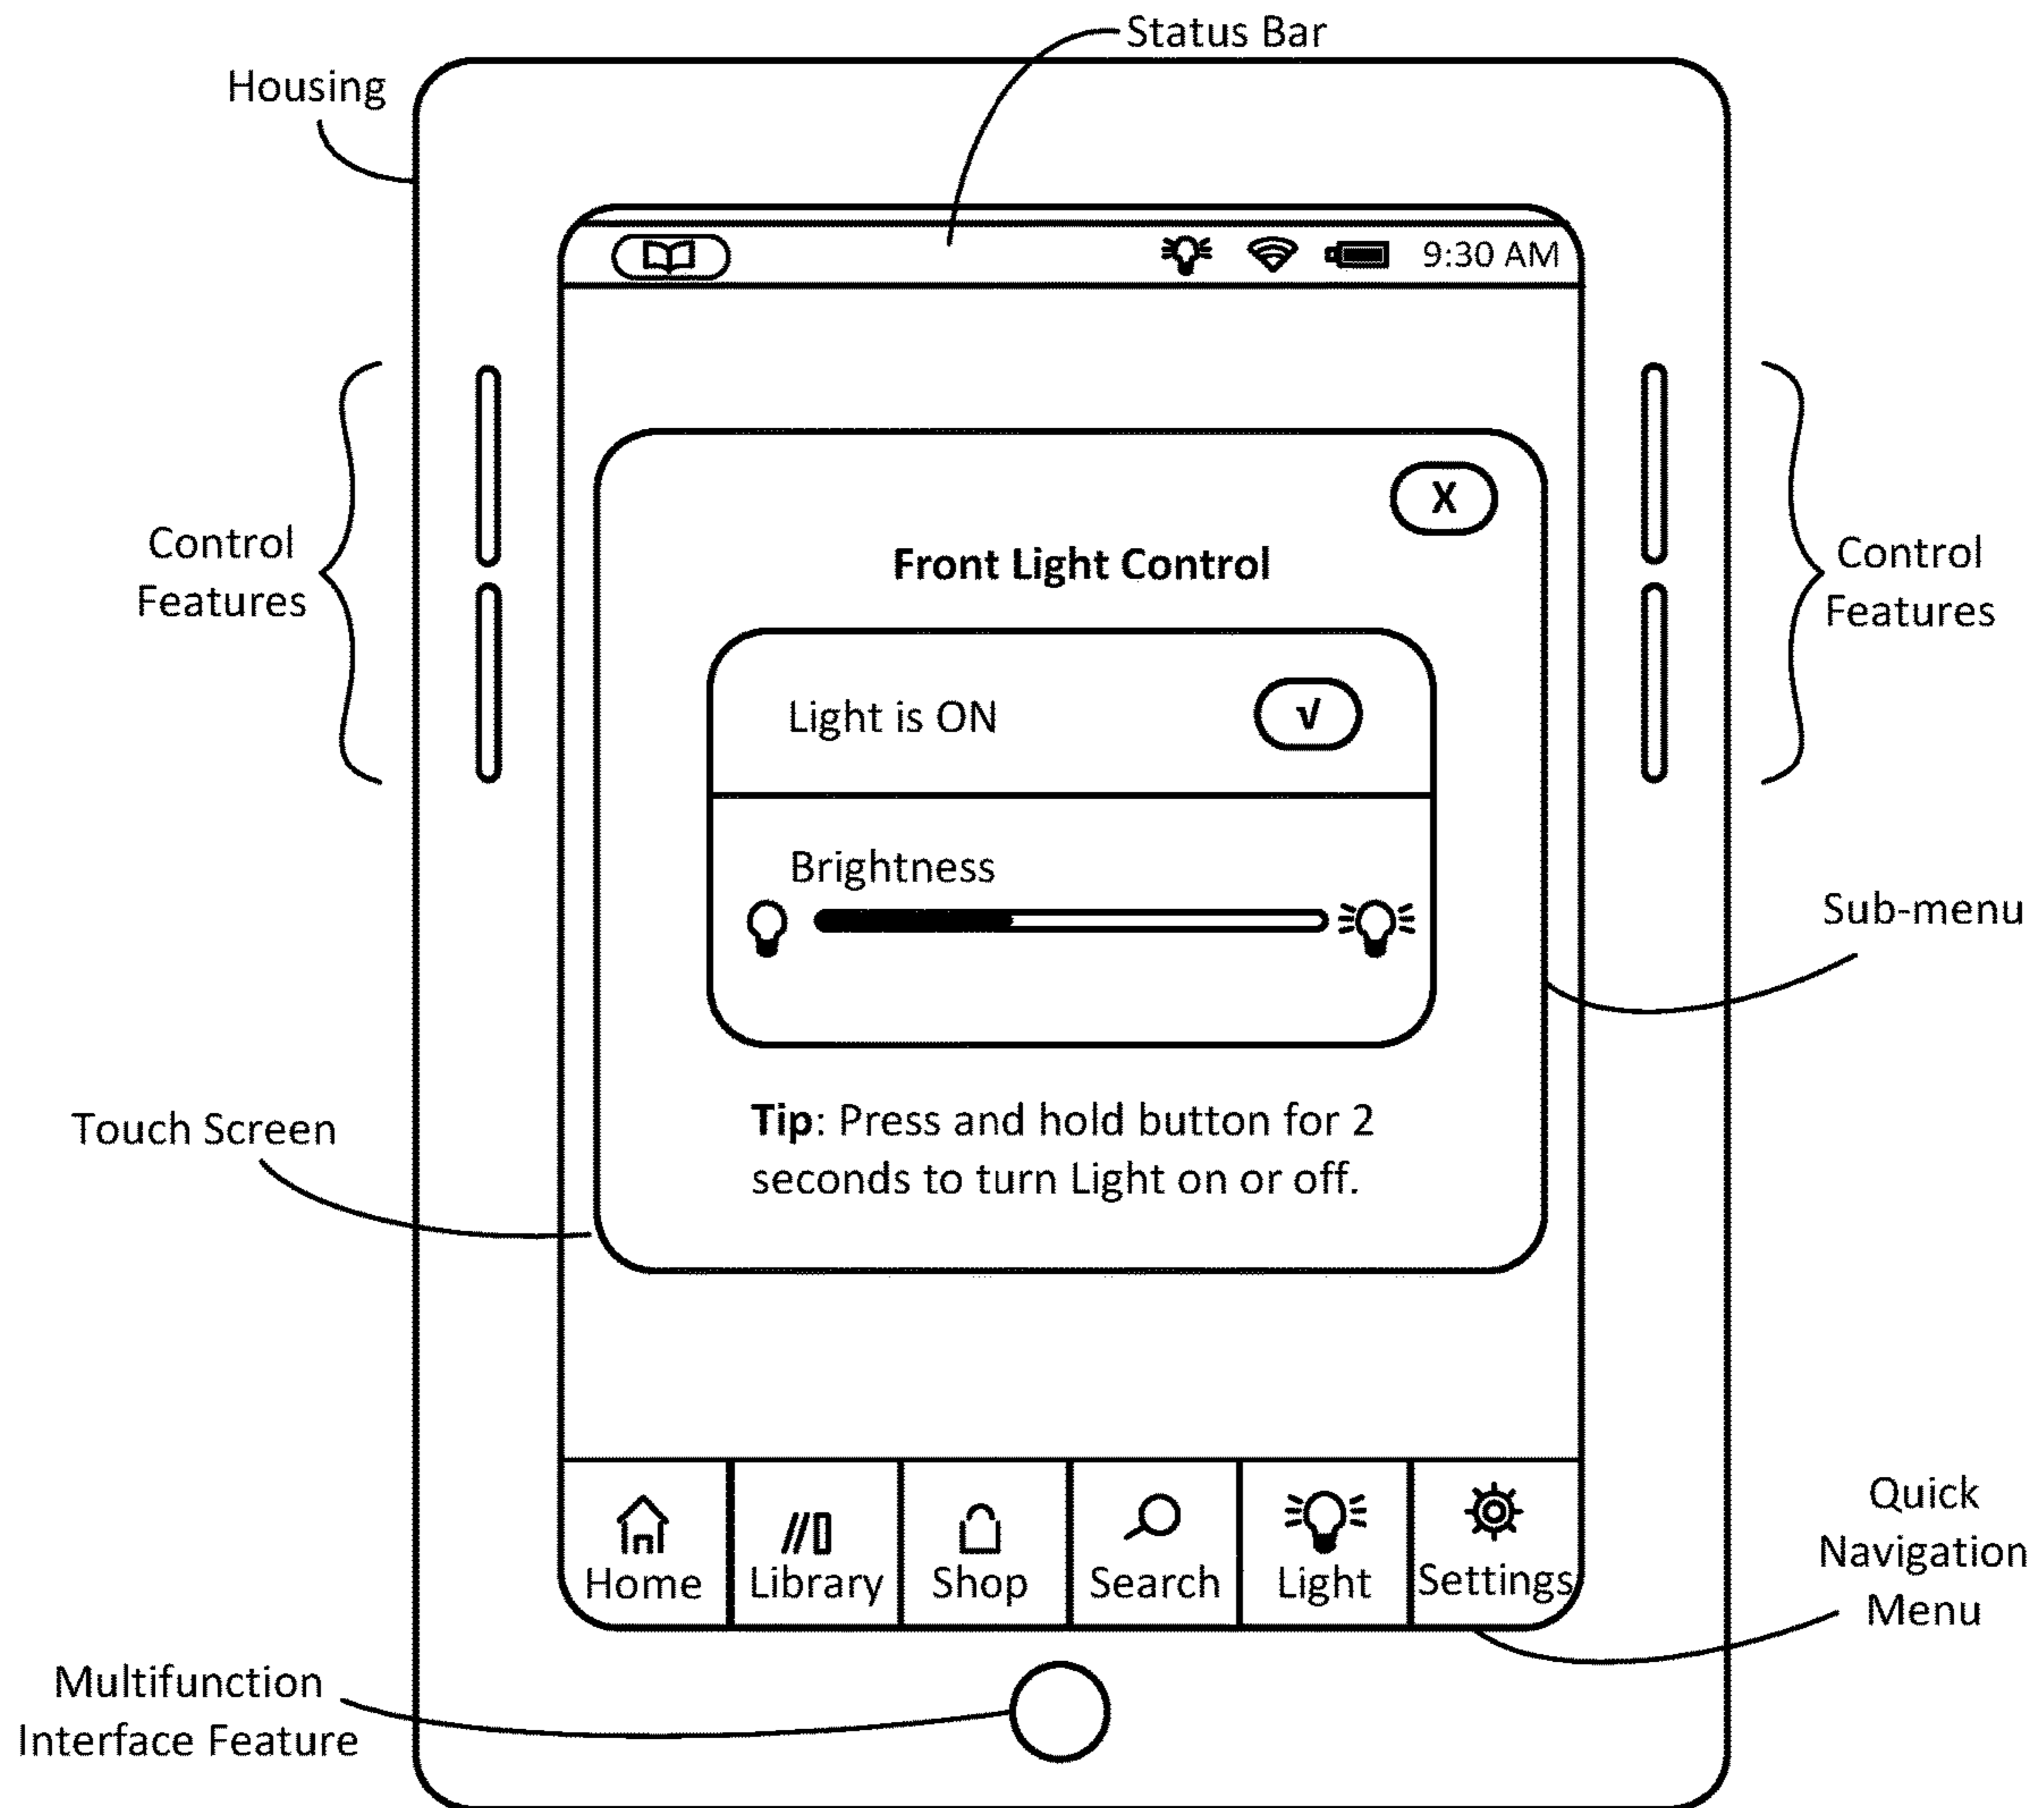 Status Bar
Housing
9:30 AM
X
Front Light Control
Control
Features
Control
Features
Light is ON
√
Brightness
Sub-menu
Tip: Press and hold button for 2
seconds to turn Light on or off.
Touch Screen
Home
Library
Shop
Search
Light
Settings
Quick
Navigation
Menu
Multifunction
Interface Feature